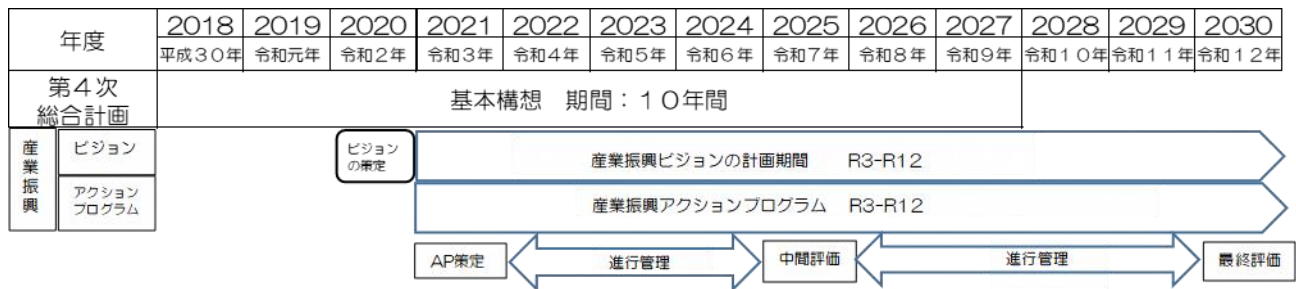 年度
2018 2019 2020 2021 2022 2023 2024 2025 2026 2027 2028 2029 2030
平成30年 令和元年 令和2年 令和3年 令和4年 令和5年 令和6年 令和7年 令和8年 令和9年 令和10年 令和11年 令和12年
第4次
総合計画
基本構想 期間：10年間
産業振興
ビジョン
ビジョン
の策定
産業振興ビジョンの計画期間 R3-R12
アクション
プログラム
産業振興アクションプログラム R3-R12
AP策定
進行管理
中間評価
進行管理
最終評価